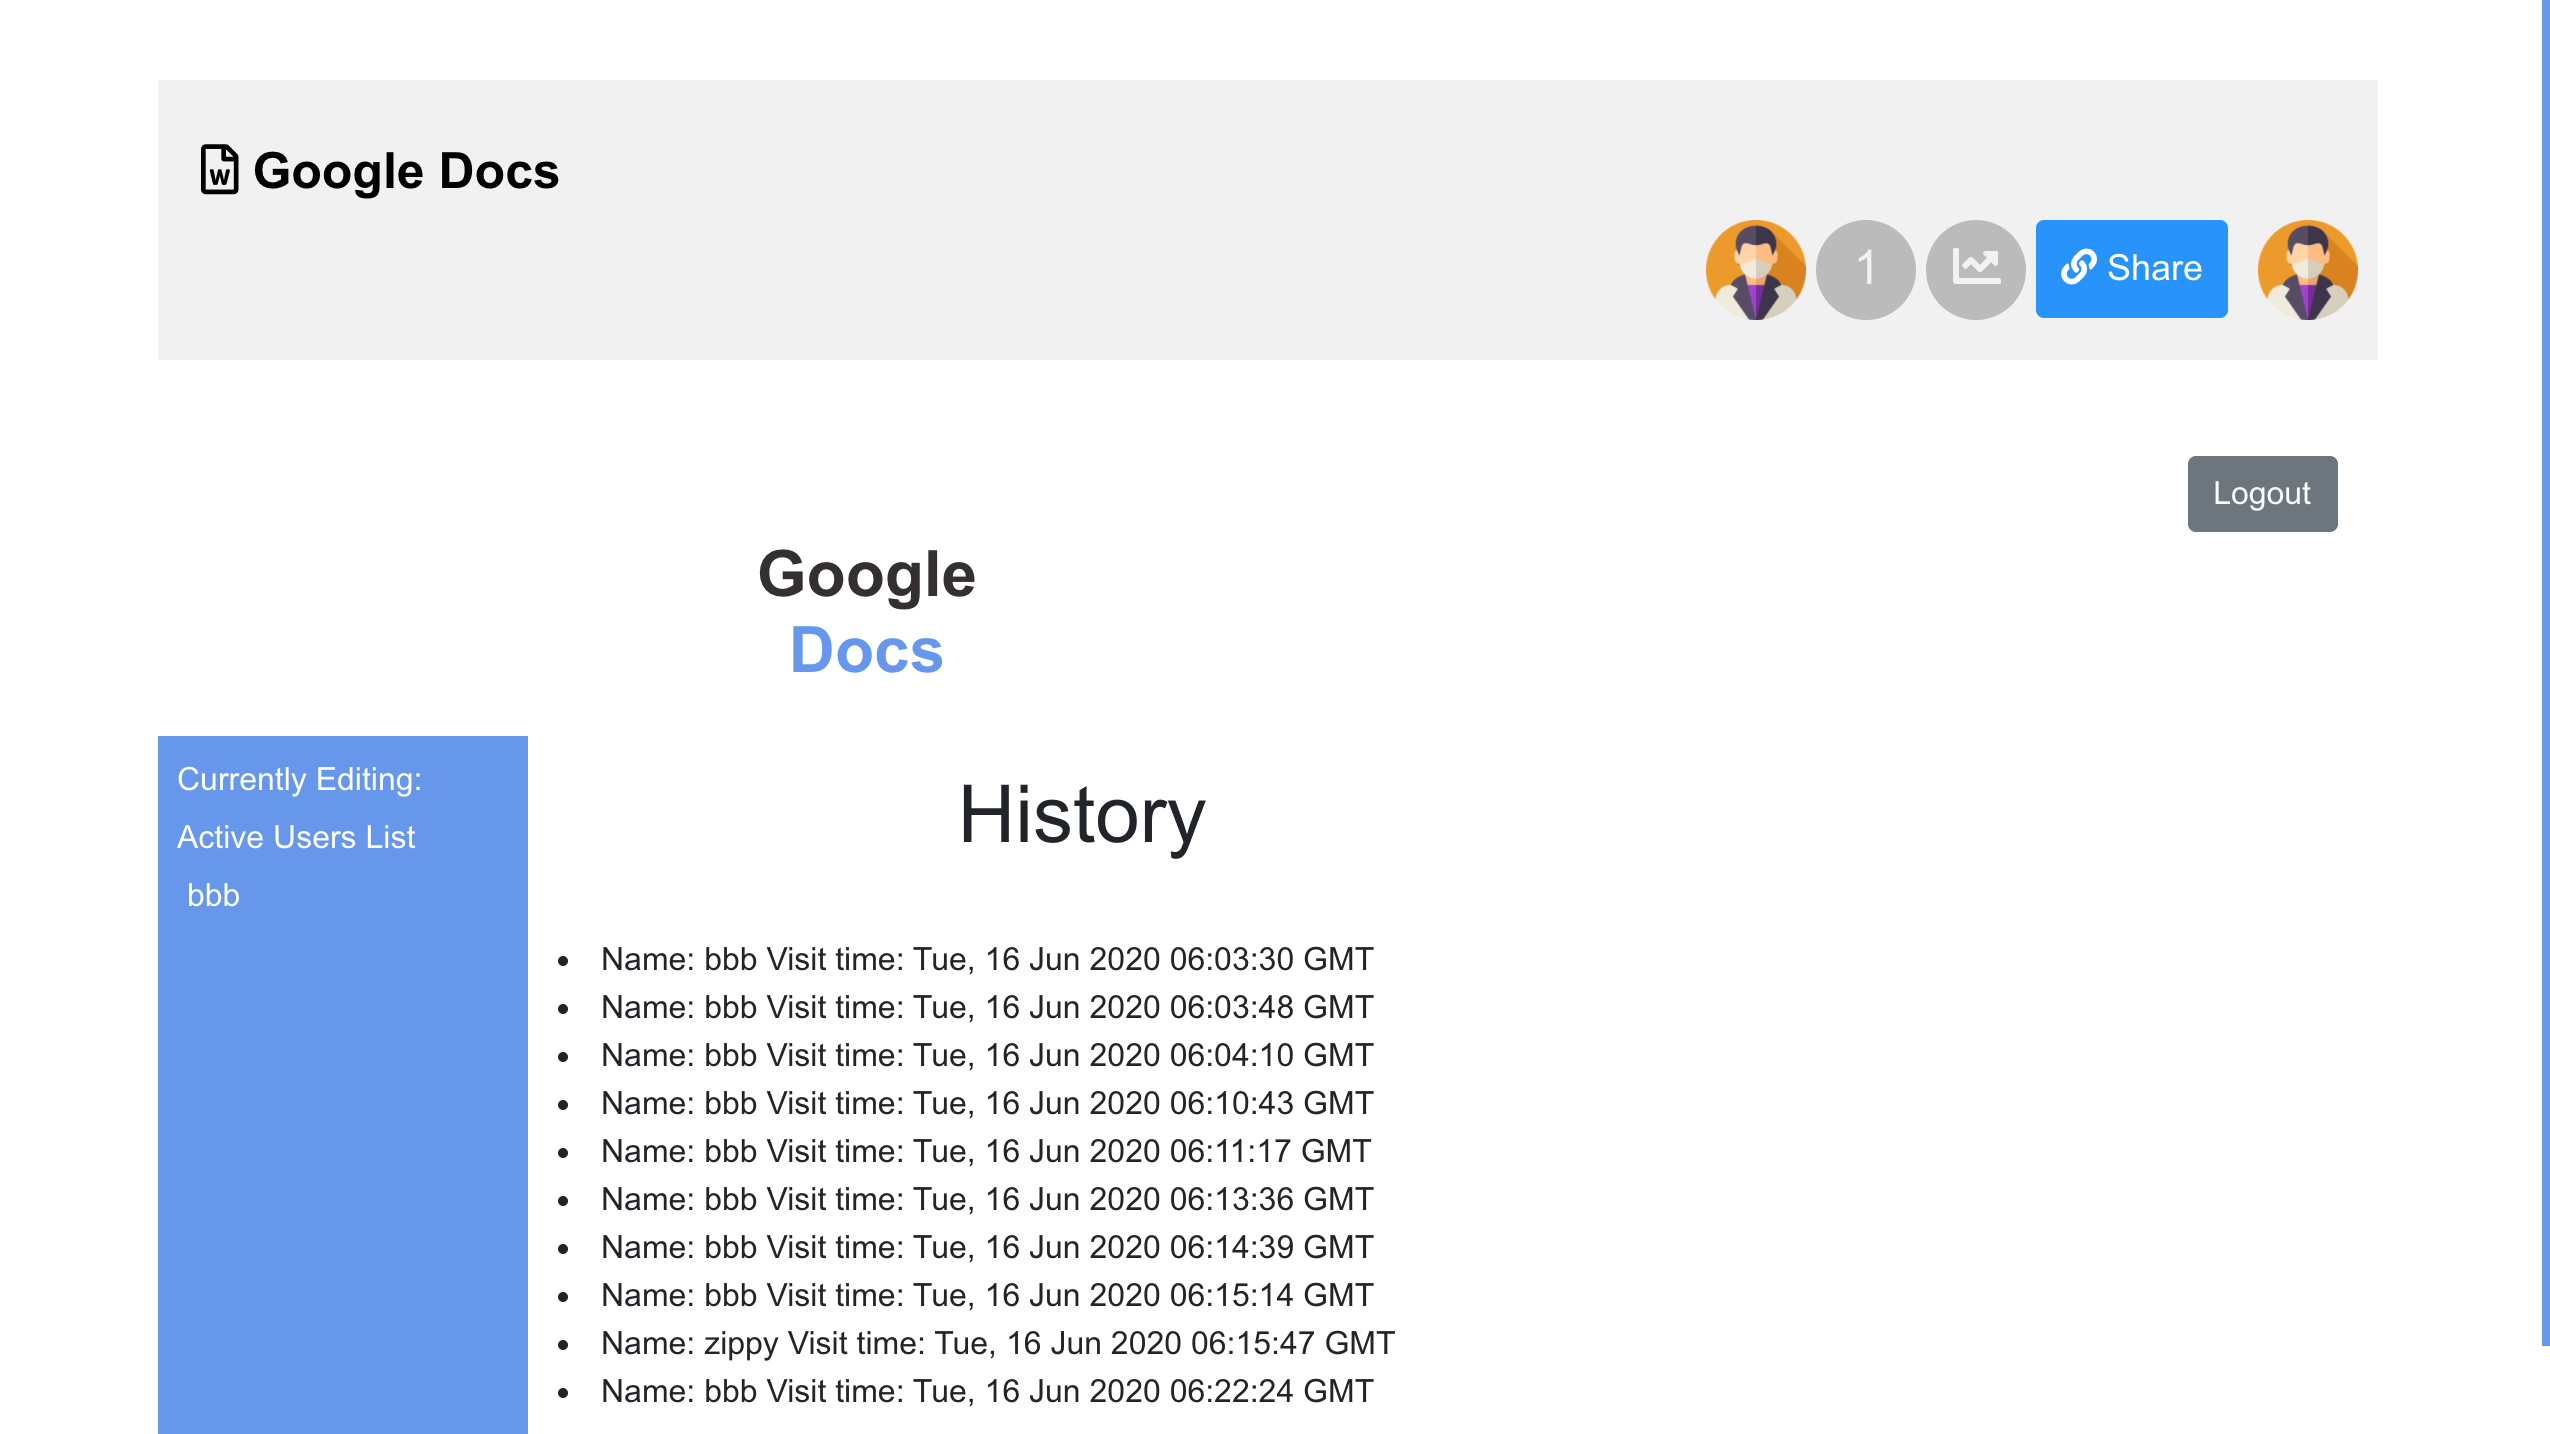 W Google Docs
1
Share
Logout
Google
Docs
Currently Editing:
Active Users List
bbb
History
• Name: bbb Visit time: Tue, 16 Jun 2020 06:03:30 GMT
• Name: bbb Visit time: Tue, 16 Jun 2020 06:03:48 GMT
• Name: bbb Visit time: Tue, 16 Jun 2020 06:04:10 GMT
• Name: bbb Visit time: Tue, 16 Jun 2020 06:10:43 GMT
• Name: bbb Visit time: Tue, 16 Jun 2020 06:11:17 GMT
• Name: bbb Visit time: Tue, 16 Jun 2020 06:13:36 GMT
• Name: bbb Visit time: Tue, 16 Jun 2020 06:14:39 GMT
• Name: bbb Visit time: Tue, 16 Jun 2020 06:15:14 GMT
• Name: zippy Visit time: Tue, 16 Jun 2020 06:15:47 GMT
• Name: bbb Visit time: Tue, 16 Jun 2020 06:22:24 GMT